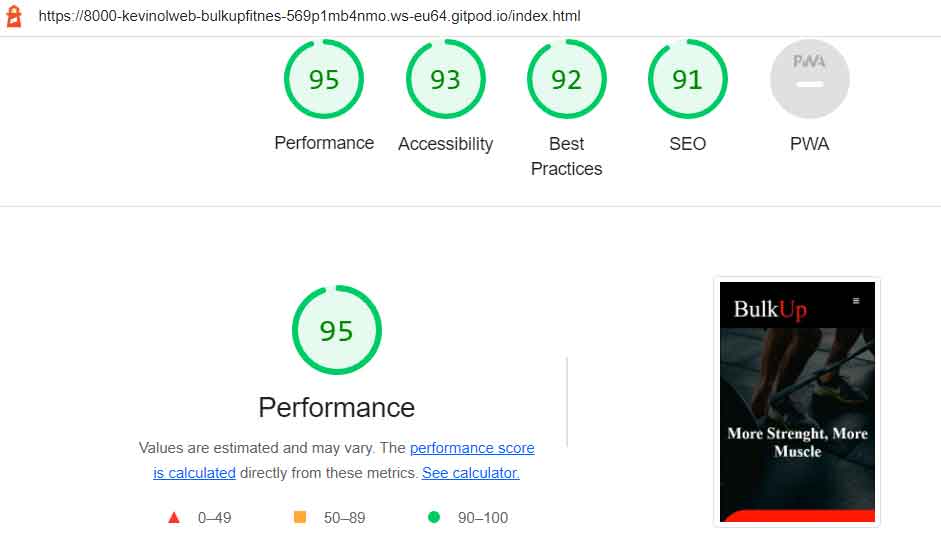 https://8000-kevinolweb-bulkupfitnes-569p1mb4nmo.ws-eu64.gitpod.io/index.html
95 93 92 91 PWA
Performance Accessibility Best Practices SEO PWA
95
Performance
Values are estimated and may vary. The performance score
is calculated directly from these metrics. See calculator.
0–49 50–89 90–100
BulkUp
More Strenght, More
Muscle